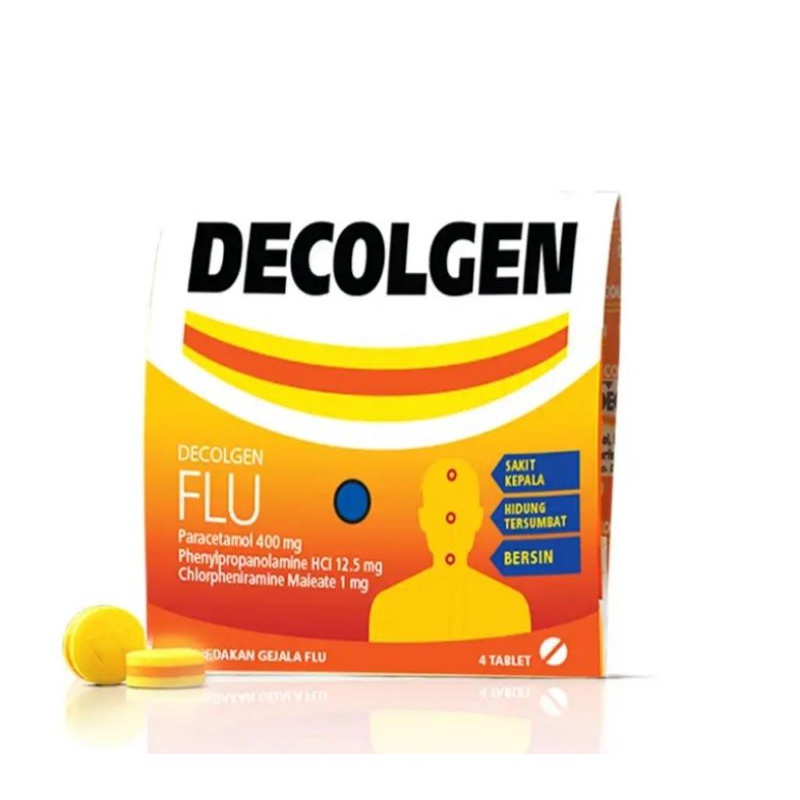 DECOLGEN
DECOLGEN
FLU
Paracetamol 400 mg
Phenylpropanolamine HCl 12.5 mg
Chlorpheniramine Maleate 1 mg
SAKIT
KEPALA
HIDUNG
TERSUMBAT
BERSIN
GEJALA FLU
4 TABLET